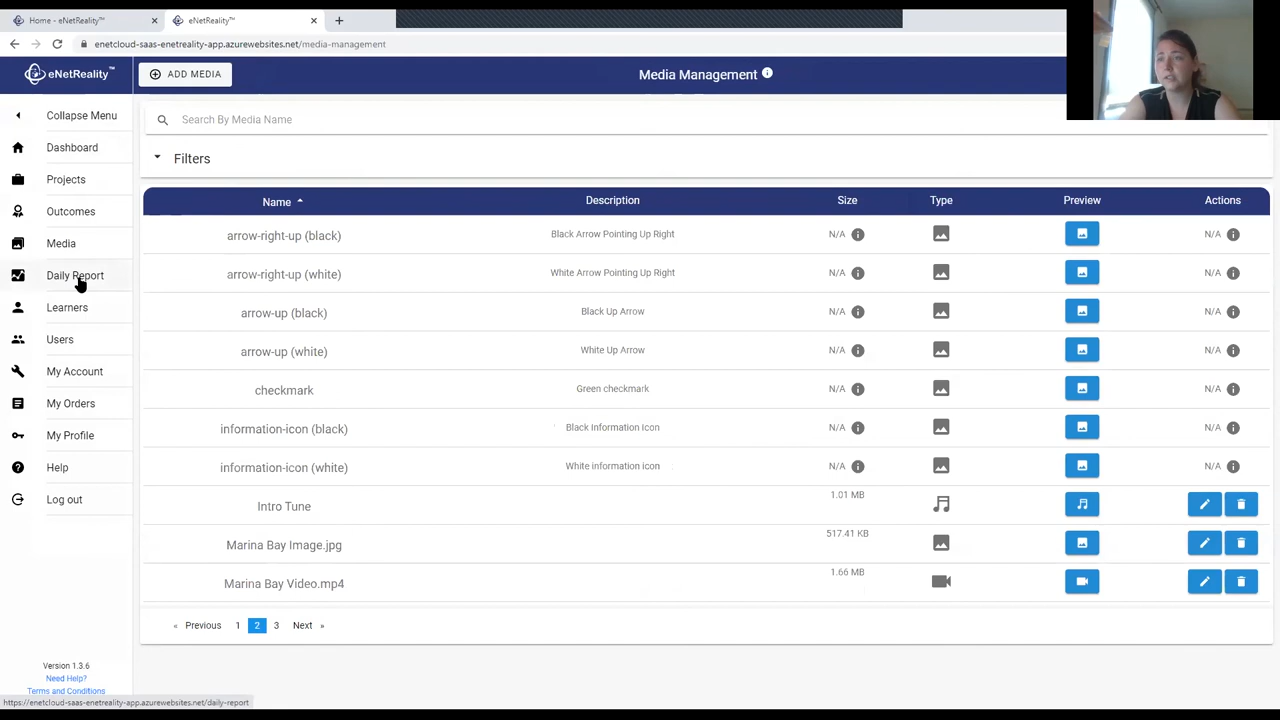 Home - eNetReality™
eNetReality™
enetcloud-saas-enetreality-app.azurewebsites.net/media-management
eNetReality™
ADD MEDIA
Media Management
Collapse Menu
Dashboard
Projects
Outcomes
Media
Daily Report
Learners
Users
My Account
My Orders
My Profile
Help
Log out
Version 1.3.6
Need Help?
Terms and Conditions
Search By Media Name
Filters
Name Description Size Type Preview Actions
arrow-right-up (black) Black Arrow Pointing Up Right N/A N/A
arrow-right-up (white) White Arrow Pointing Up Right N/A N/A
arrow-up (black) Black Up Arrow N/A N/A
arrow-up (white) White Up Arrow N/A N/A
checkmark Green checkmark N/A N/A
information-icon (black) Black Information Icon N/A N/A
information-icon (white) White information icon N/A N/A
Intro Tune 1.01 MB
Marina Bay Image.jpg 517.41 KB
Marina Bay Video.mp4 1.66 MB
« Previous 1 2 3 Next »
https://enetcloud-saas-enetreality-app.azurewebsites.net/daily-report